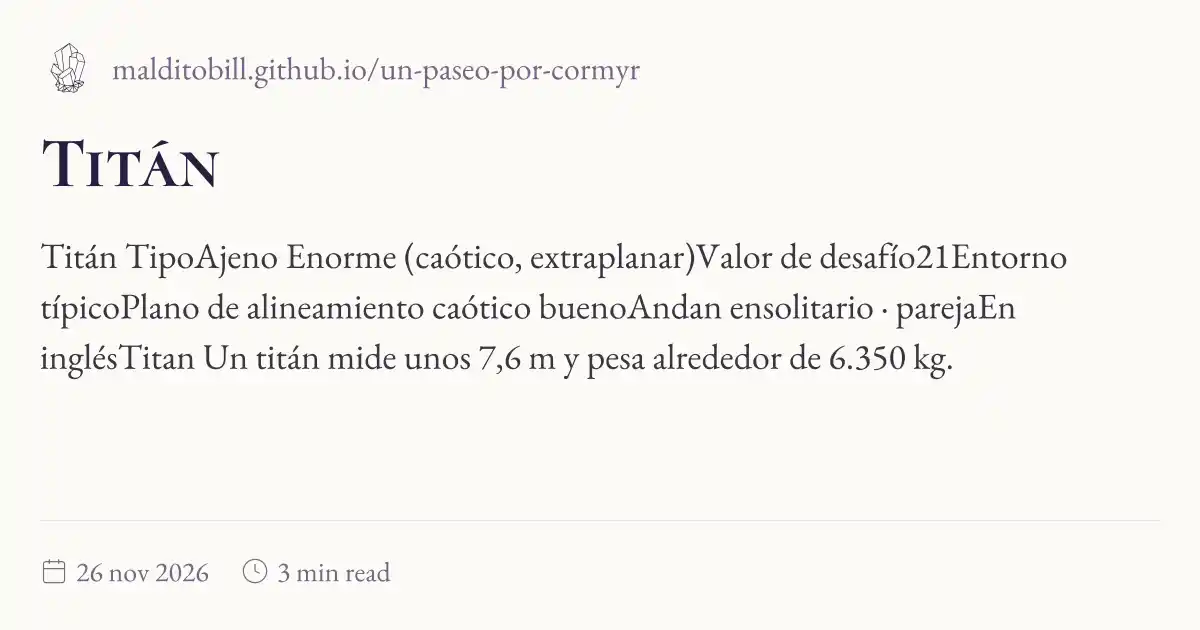 malditobill.github.io/un-paseo-por-cormyr
Titán
Titán TipoAjeno Enorme (caótico, extraplanar)Valor de desafío21Entorno
típicoPlano de alineamiento caótico buenoAndan ensolitario · parejaEn
inglésTitan Un titán mide unos 7,6 m y pesa alrededor de 6.350 kg.
26 nov 2026
3 min read